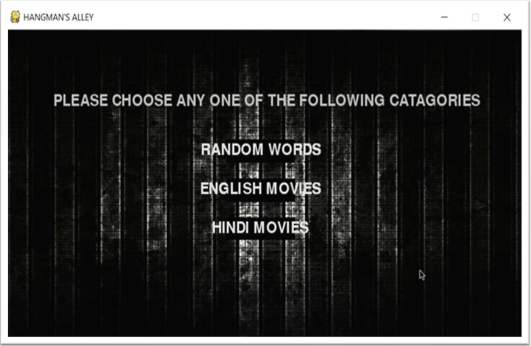 HANGMAN'S ALLEY
PLEASE CHOOSE ANY ONE OF THE FOLLOWING CATAGORIES
RANDOM WORDS
ENGLISH MOVIES
HINDI MOVIES